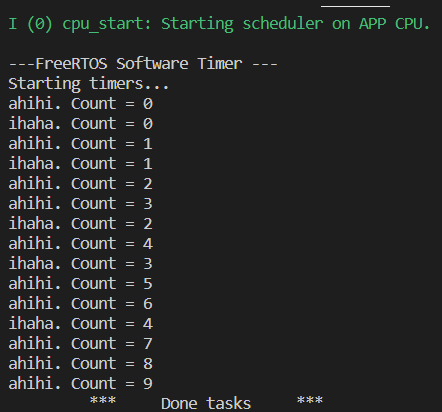 I (0) cpu_start: Starting scheduler on APP CPU.
---FreeRTOS Software Timer ---
Starting timers...
ahihi. Count = 0
ihaha. Count = 0
ahihi. Count = 1
ihaha. Count = 1
ahihi. Count = 2
ahihi. Count = 3
ihaha. Count = 2
ahihi. Count = 4
ihaha. Count = 3
ahihi. Count = 5
ahihi. Count = 6
ihaha. Count = 4
ahihi. Count = 7
ahihi. Count = 8
ahihi. Count = 9
*** Done tasks ***